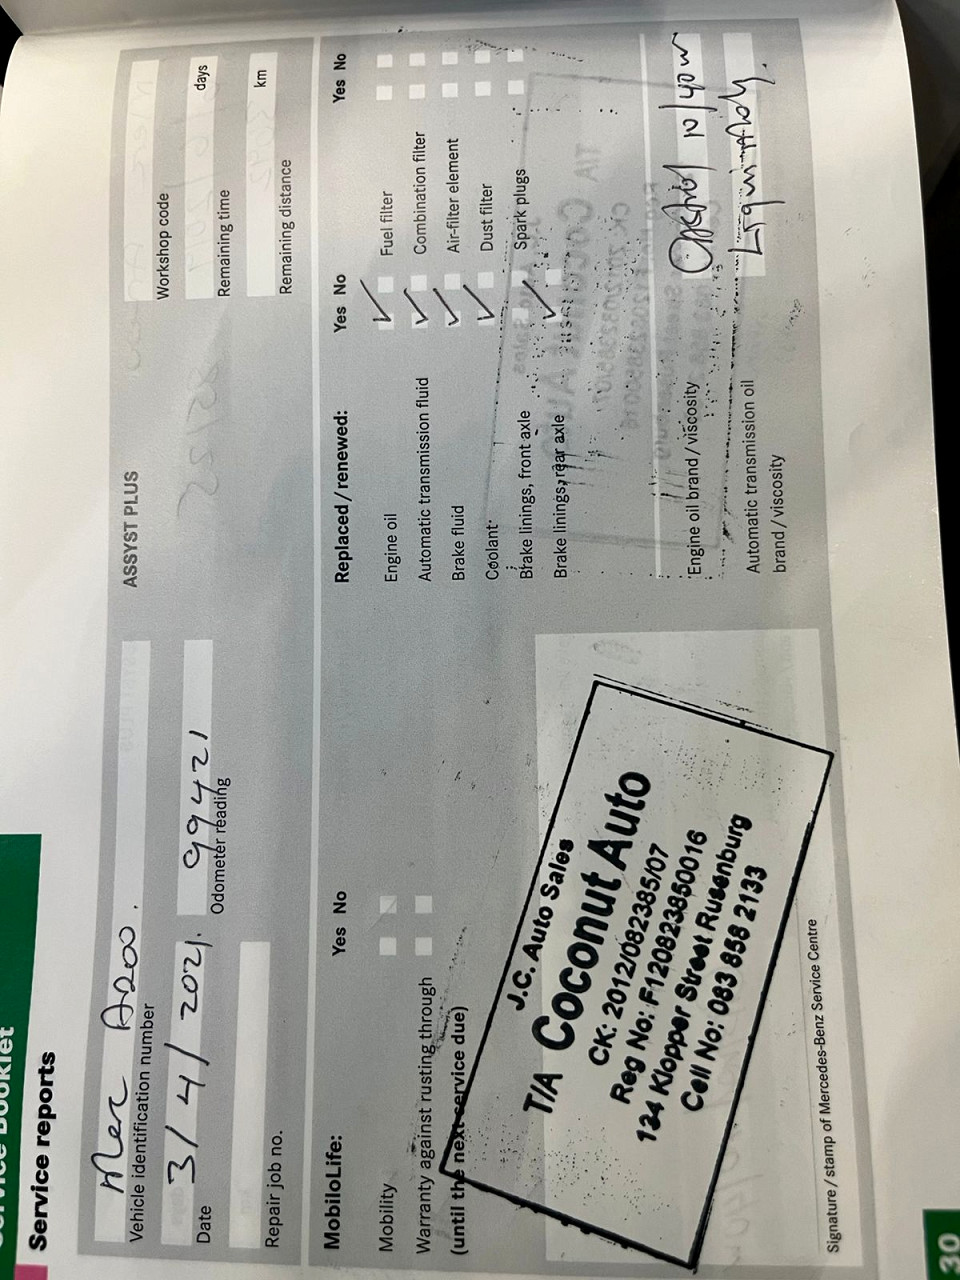 Service reports
Mec A200.
Vehicle identification number
3/4/2021. 99421
Date
Odometer reading
Repair job no.
ASSYST PLUS
Workshop code
days
Remaining time
km
Remaining distance
MobiloLife:
Yes No
Mobility
Warranty against rusting through
(until the next service due)
Replaced / renewed:
Yes No
Engine oil
Automatic transmission fluid
Brake fluid
Coolant
Brake linings, front axle
Brake linings, rear axle
Yes No
Fuel filter
Combination filter
Air-filter element
Dust filter
Spark plugs
Engine oil brand / viscosity
Castrol 10/40w
Automatic transmission oil
brand / viscosity
J.C. Auto Sales
T/A Coconut Auto
CK: 2012/082385/07
Reg No: F120823850016
124 Klopper Street Rusenburg
Cell No: 083 858 2133
Signature / stamp of Mercedes-Benz Service Centre
30